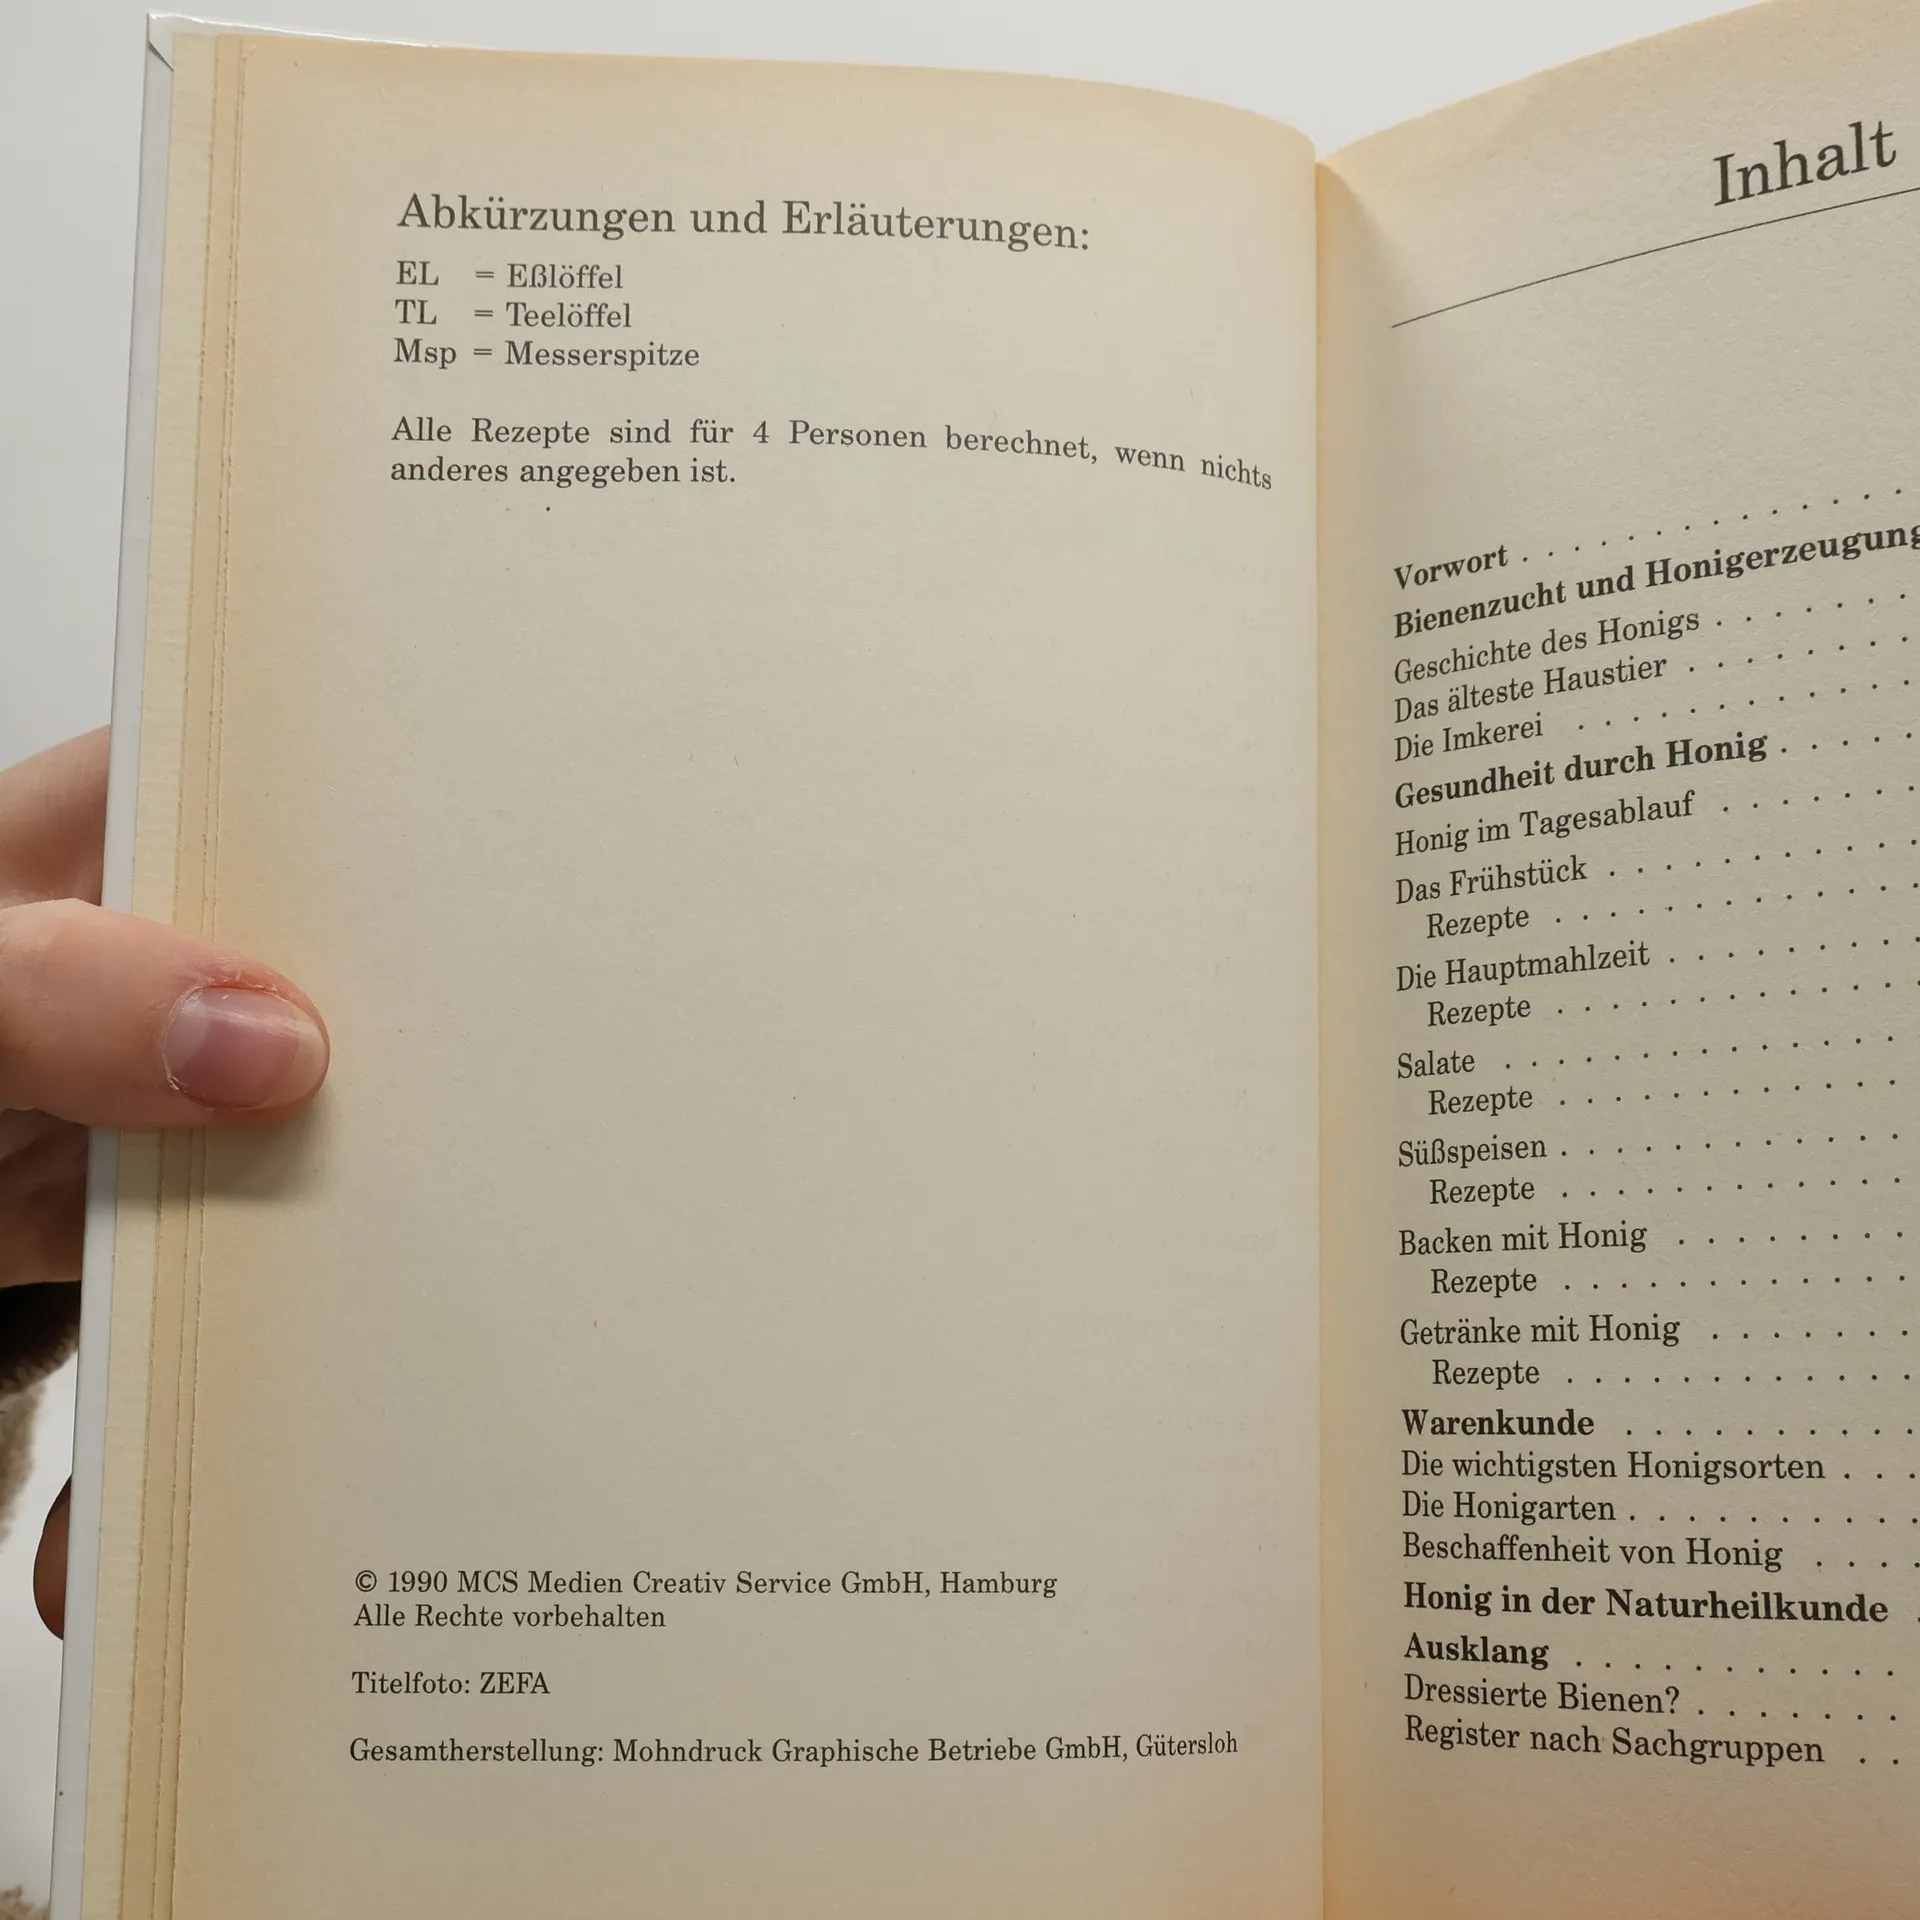 Abkürzungen und Erläuterungen:
EL = Eßlöffel
TL = Teelöffel
Msp = Messerspitze
Alle Rezepte sind für 4 Personen berechnet, wenn nichts
anderes angegeben ist.
© 1990 MCS Medien Creativ Service GmbH, Hamburg
Alle Rechte vorbehalten
Titelfoto: ZEFA
Gesamtherstellung: Mohndruck Graphische Betriebe GmbH, Gütersloh
Inhalt
Vorwort . . . . . . . . . . . . .
Bienenzucht und Honigerzeugung
Geschichte des Honigs . . . . . . .
Das älteste Haustier . . . . . . . .
Die Imkerei . . . . . . . . . . . .
Gesundheit durch Honig . . . . .
Honig im Tagesablauf . . . . . . .
Das Frühstück . . . . . . . . . . .
Rezepte . . . . . . . . . . . . .
Die Hauptmahlzeit . . . . . . . . .
Rezepte . . . . . . . . . . . . .
Salate . . . . . . . . . . . . . .
Rezepte . . . . . . . . . . . .
Süßspeisen . . . . . . . . . . . .
Rezepte . . . . . . . . . . . .
Backen mit Honig . . . . . . . .
Rezepte . . . . . . . . . . . .
Getränke mit Honig . . . . . . .
Rezepte . . . . . . . . . . . .
Warenkunde . . . . . . . . . .
Die wichtigsten Honigsorten . . .
Die Honigarten . . . . . . . . . .
Beschaffenheit von Honig . . . .
Honig in der Naturheilkunde .
Ausklang . . . . . . . . . . . .
Dressierte Bienen? . . . . . . .
Register nach Sachgruppen . .